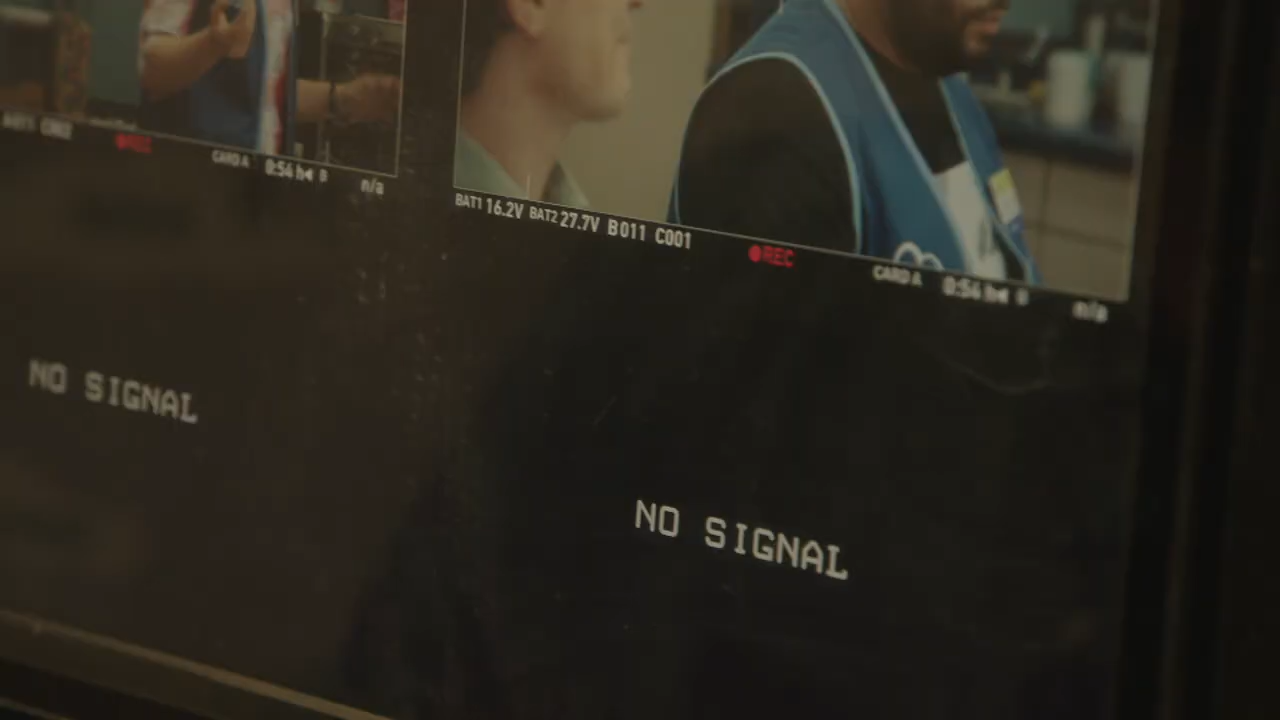 ●REC
CARD A 0:54 h◄ B n/a
BAT1 16.2V BAT2 27.7V B011 C001
●REC
CARD A 0:54 h◄ B n/a
NO SIGNAL
NO SIGNAL